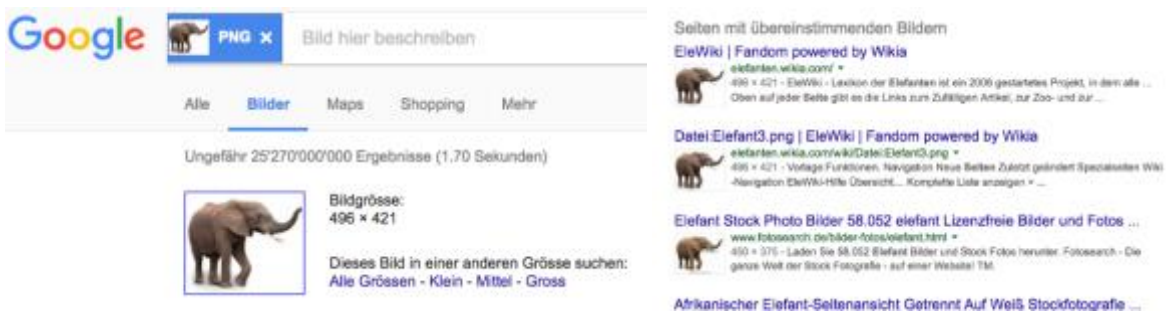 Google
PNG × Bild hier beschreiben
Alle Bilder Maps Shopping Mehr
Ungefähr 25'270'000'000 Ergebnisse (1.70 Sekunden)
Bildgrösse:
496 × 421
Dieses Bild in einer anderen Grösse suchen:
Alle Grössen - Klein - Mittel - Gross
Seiten mit übereinstimmenden Bildern
EleWiki | Fandom powered by Wikia
elefanten.wikia.com/
496 × 421 - EleWiki - Lexikon der Elefanten ist ein 2006 gestartetes Projekt, in dem alle ...
Oben auf jeder Seite gibt es die Links zum Zufälligen Artikel, zur Zoo- und zur ...
Datei:Elefant3.png | EleWiki | Fandom powered by Wikia
elefanten.wikia.com/wiki/Datei:Elefant3.png
496 × 421 - Vorlage Funktionen. Navigation Neue Seiten Zuletzt geändert Spezialseiten Wiki
-Navigation EleWiki-Hilfe Übersicht... Komplette Liste anzeigen × ...
Elefant Stock Photo Bilder 58.052 elefant Lizenzfreie Bilder und Fotos ...
www.fotosearch.de/bilder-fotos/elefant.html
450 × 375 - Laden Sie 58,052 Elefant Bilder und Stock Fotos herunter. Fotosearch - Die
ganze Welt der Stock Fotografie - auf einer Website! TM.
Afrikanischer Elefant-Seitenansicht Getrennt Auf Weiß Stockfotografie ...